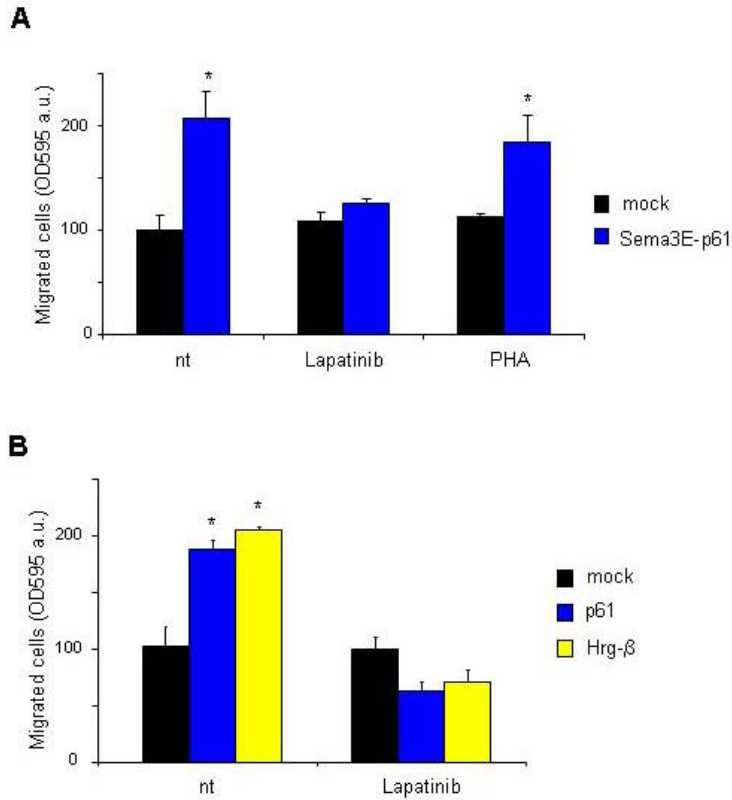 A
Migrated cells (OD595 a.u.)
200
100
0
*
*
nt
Lapatinib
PHA
mock
Sema3E-p61
B
Migrated cells (OD595 a.u.)
200
100
0
*
*
nt
Lapatinib
mock
p61
Hrg-β